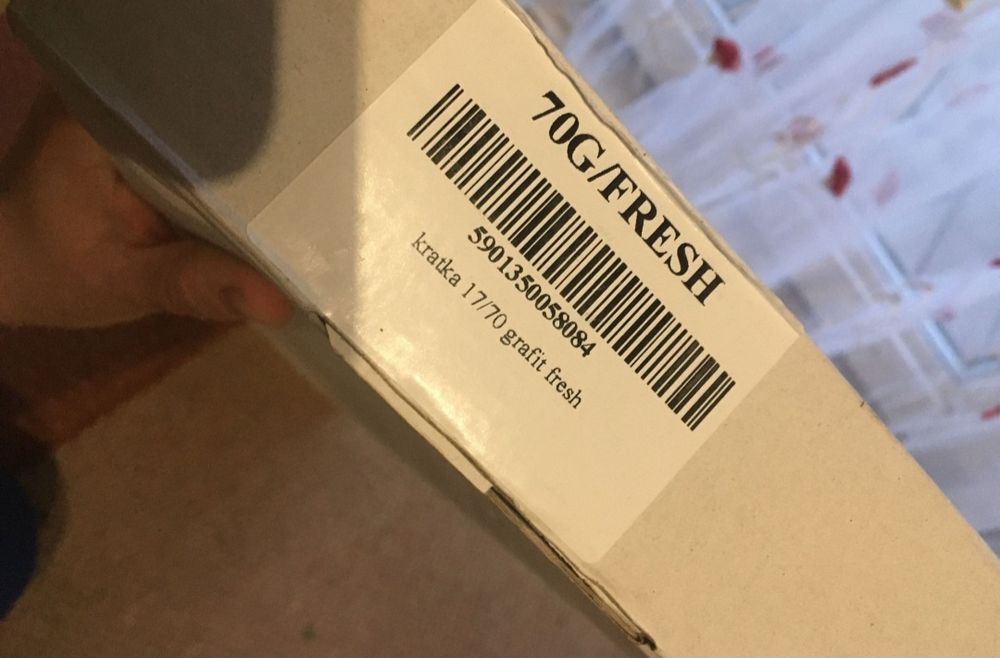 70G/FRESH
5901350058084
kratka 17/70 grafit fresh